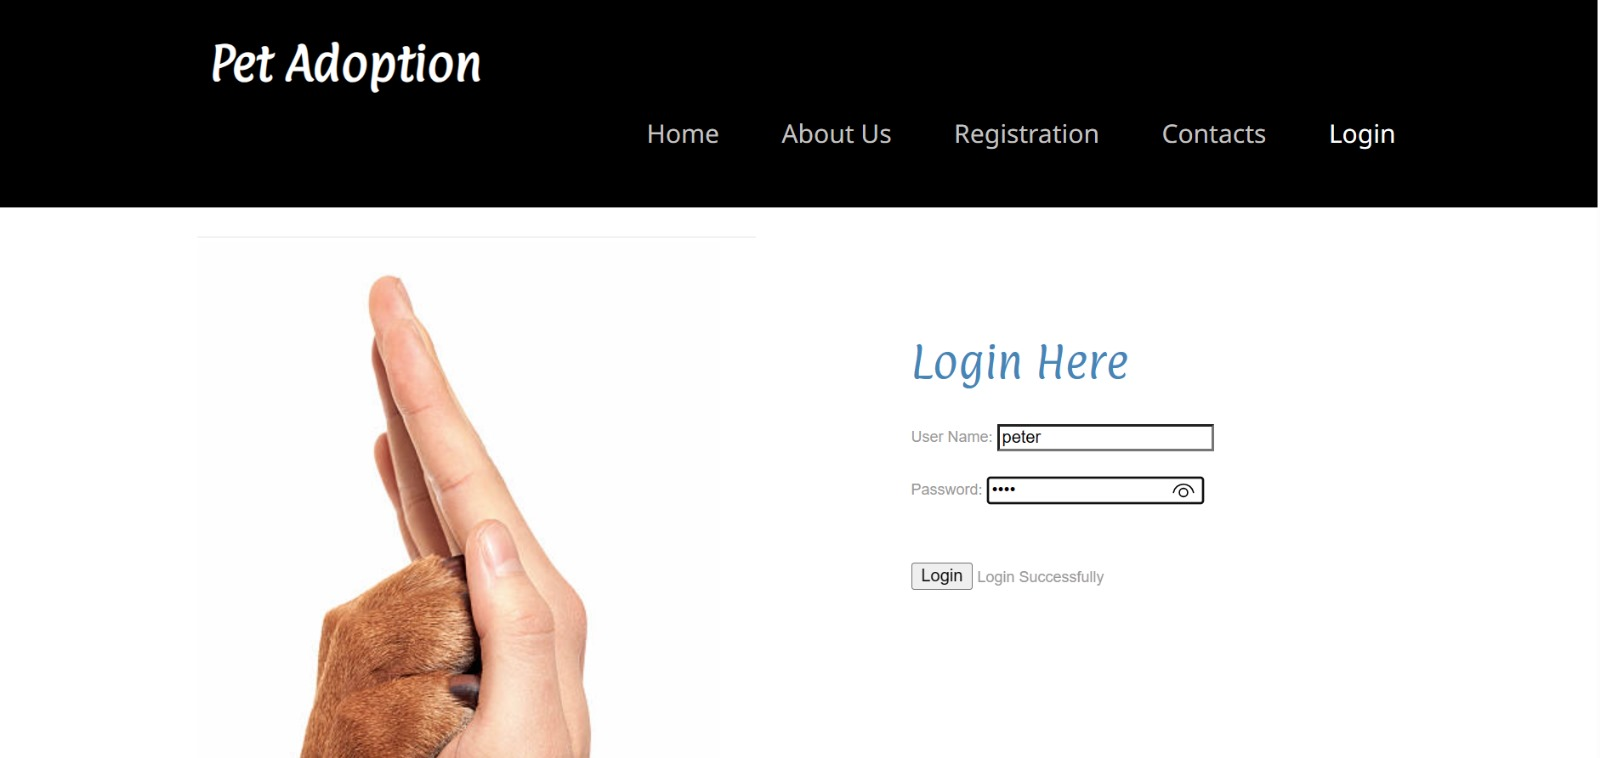 Pet Adoption
Home About Us Registration Contacts Login
Login Here
User Name: peter
Password: ••••
Login Login Successfully